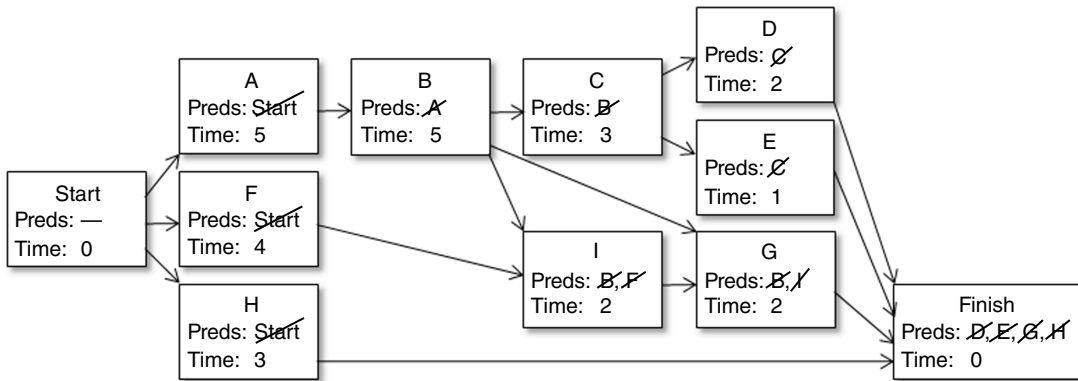 Start
Preds: —
Time: 0
A
Preds: Start
Time: 5
F
Preds: Start
Time: 4
H
Preds: Start
Time: 3
B
Preds: A
Time: 5
C
Preds: B
Time: 3
I
Preds: B, F
Time: 2
D
Preds: C
Time: 2
E
Preds: C
Time: 1
G
Preds: B, I
Time: 2
Finish
Preds: D, E, G, H
Time: 0